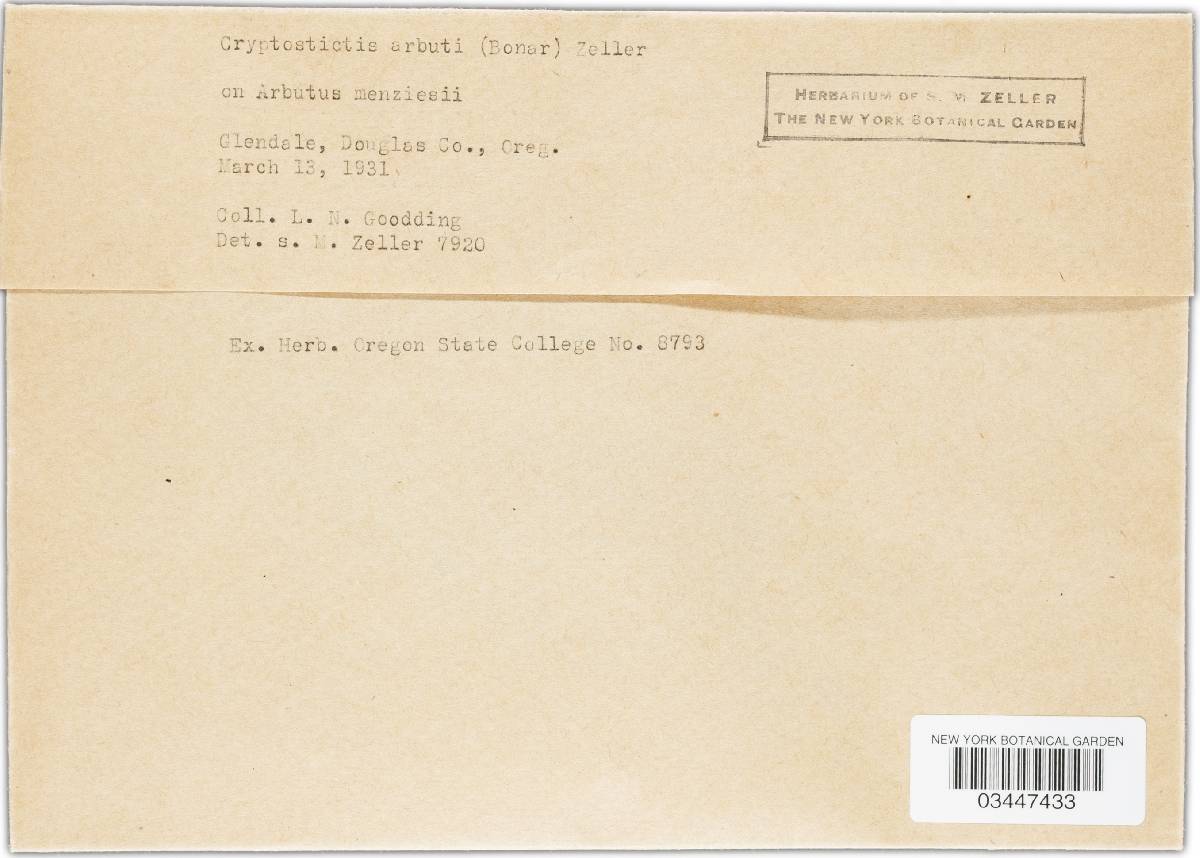 Cryptostictis arbuti (Bonar) Zeller
on Arbutus menziesii
Glendale, Douglas Co., Oreg.
March 13, 1931
Coll. L. N. Goodding
Det. s. M. Zeller 7920
HERBARIUM OF S. M. ZELLER
THE NEW YORK BOTANICAL GARDEN
Ex. Herb. Oregon State College No. 8793
NEW YORK BOTANICAL GARDEN
03447433